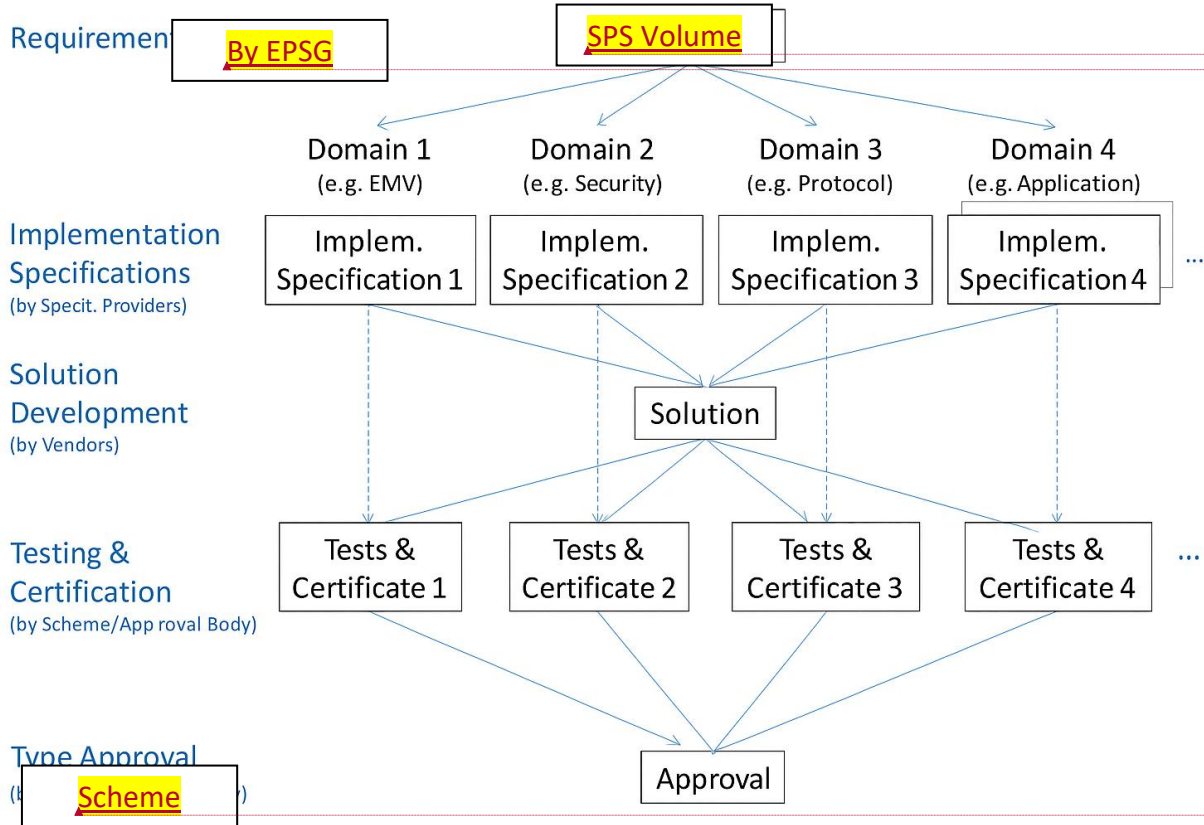 Requirement
By EPSG
SPS Volume
Domain 1
(e.g. EMV)
Domain 2
(e.g. Security)
Domain 3
(e.g. Protocol)
Domain 4
(e.g. Application)
Implementation
Specifications
(by Specit. Providers)
Implem.
Specification 1
Implem.
Specification 2
Implem.
Specification 3
Implem.
Specification 4
...
Solution
Development
(by Vendors)
Solution
Testing &
Certification
(by Scheme/App roval Body)
Tests &
Certificate 1
Tests &
Certificate 2
Tests &
Certificate 3
Tests &
Certificate 4
...
Type Approval
Scheme
Approval